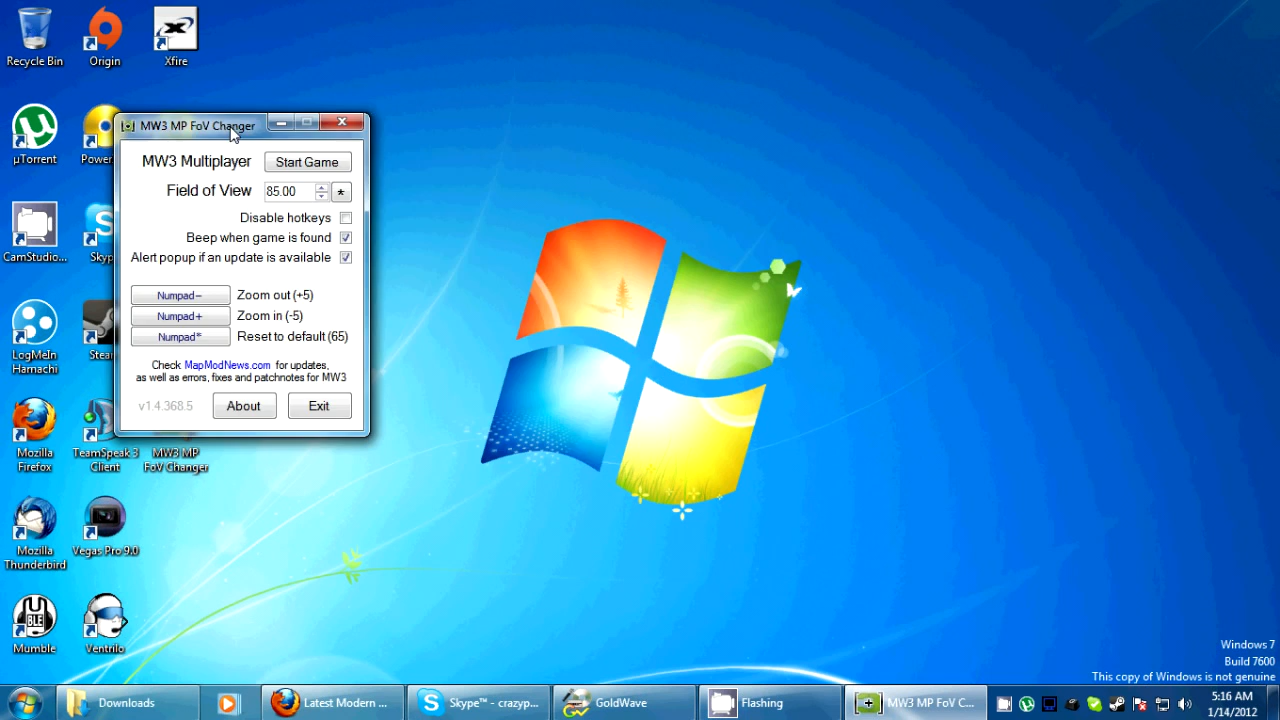 Recycle Bin
Origin
Xfire
µTorrent
Power
CamStudio...
Skyp
LogMeIn
Hamachi
Stea
Mozilla
Firefox
TeamSpeak 3
Client
MW3 MP
FoV Changer
Mozilla
Thunderbird
Vegas Pro 9.0
Mumble
Ventrilo
MW3 MP FoV Changer
MW3 Multiplayer Start Game
Field of View 85.00 *
Disable hotkeys
Beep when game is found
Alert popup if an update is available
Numpad- Zoom out (+5)
Numpad+ Zoom in (-5)
Numpad* Reset to default (65)
Check MapModNews.com for updates,
as well as errors, fixes and patchnotes for MW3
v1.4.368.5 About Exit
Windows 7
Build 7600
This copy of Windows is not genuine
Downloads
Latest Modern ...
Skype™ - crazyp...
GoldWave
Flashing
MW3 MP FoV C...
5:16 AM
1/14/2012